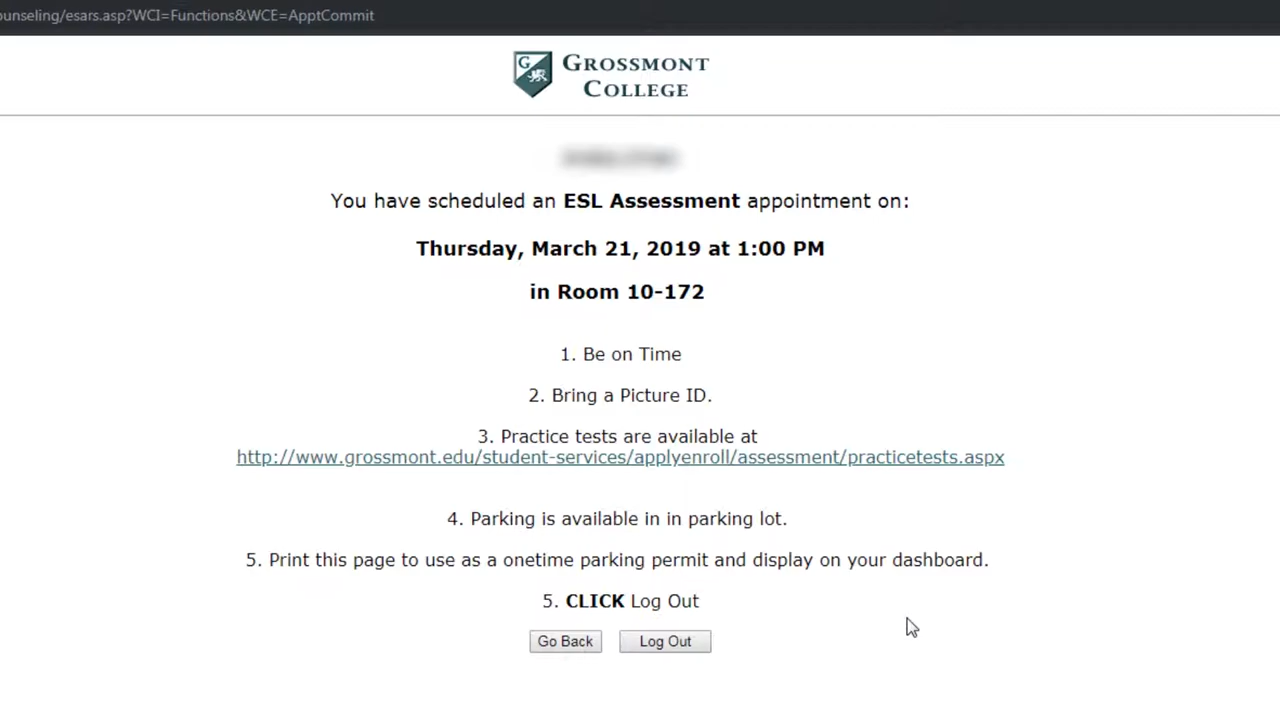 ounseling/esars.asp?WCI=Functions&WCE=ApptCommit
G
GROSSMONT
COLLEGE
You have scheduled an ESL Assessment appointment on:
Thursday, March 21, 2019 at 1:00 PM
in Room 10-172
1. Be on Time
2. Bring a Picture ID.
3. Practice tests are available at
http://www.grossmont.edu/student-services/applyenroll/assessment/practicetests.aspx
4. Parking is available in in parking lot.
5. Print this page to use as a onetime parking permit and display on your dashboard.
5. CLICK Log Out
Go Back
Log Out